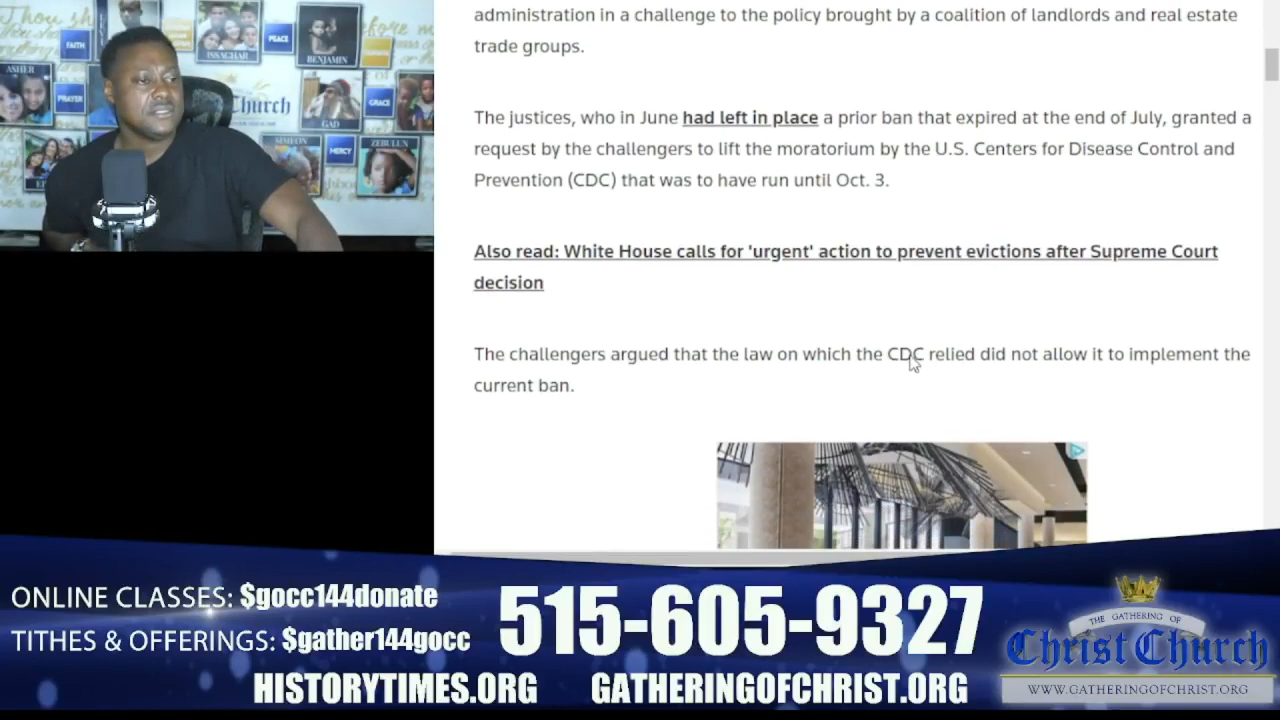 Thou sh
FAITH
ISSACHAR
PEACE
BENJAMIN
before m
ASHER
PRAYER
Church
GAD
GRACE
SIMEON
MERCY
ZEBULUN
administration in a challenge to the policy brought by a coalition of landlords and real estate
trade groups.
The justices, who in June had left in place a prior ban that expired at the end of July, granted a
request by the challengers to lift the moratorium by the U.S. Centers for Disease Control and
Prevention (CDC) that was to have run until Oct. 3.
Also read: White House calls for 'urgent' action to prevent evictions after Supreme Court
decision
The challengers argued that the law on which the CDC relied did not allow it to implement the
current ban.
ONLINE CLASSES: $gocc144donate
TITHES & OFFERINGS: $gather144gocc
515-605-9327
HISTORYTIMES.ORG GATHERINGOFCHRIST.ORG
THE GATHERING OF
Christ Church
WWW.GATHERINGOFCHRIST.ORG